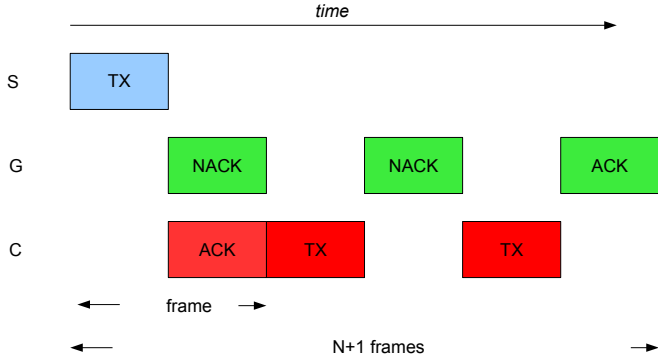 time
S TX
G NACK NACK ACK
C ACK TX TX
frame
N+1 frames